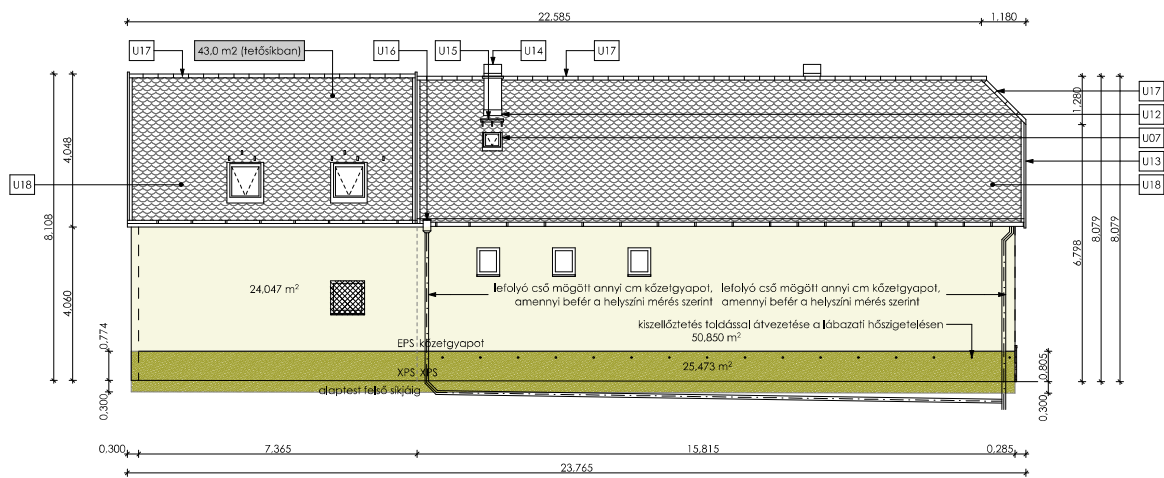 22,585
1,180
U17
43,0 m2 (tetősíkban)
U16
U15
U14
U17
U17
U12
U07
U13
U18
U18
4,048
8,108
4,060
0,774
0,300
1,280
6,798
8,079
8,079
0,805
0,300
24,047 m²
lefolyó cső mögött annyi cm kőzetgyapot,
amennyi befér a helyszíni mérés szerint
lefolyó cső mögött annyi cm kőzetgyapot,
amennyi befér a helyszíni mérés szerint
kiszellőztetés toldással átvezetése a lábazati hőszigetelésen
50,850 m²
EPS kőzetgyapot
25,473 m²
XPS XPS
alaptest felső síkjáig
0,300
7,365
15,815
0,285
23,765